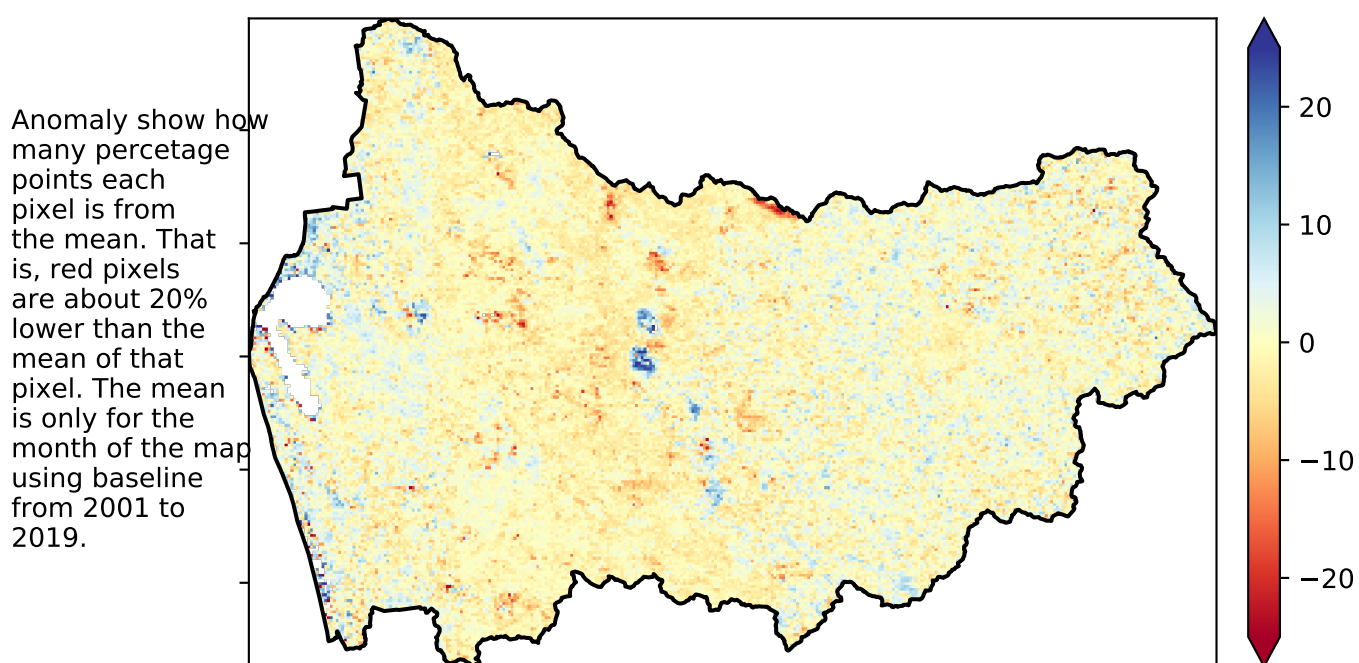 Anomaly show how
many percetage
points each
pixel is from
the mean. That
is, red pixels
are about 20%
lower than the
mean of that
pixel. The mean
is only for the
month of the map
using baseline
from 2001 to
2019.
20
10
0
−10
−20